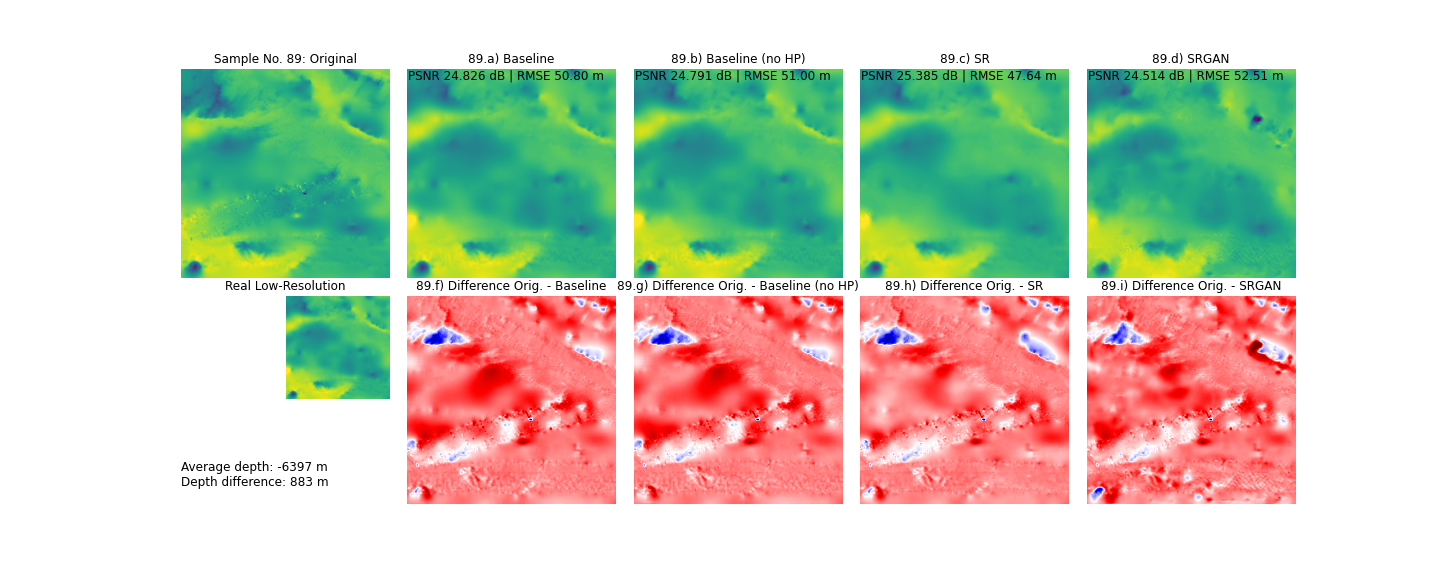 Sample No. 89: Original
89.a) Baseline
89.b) Baseline (no HP)
89.c) SR
89.d) SRGAN
PSNR 24.826 dB | RMSE 50.80 m
PSNR 24.791 dB | RMSE 51.00 m
PSNR 25.385 dB | RMSE 47.64 m
PSNR 24.514 dB | RMSE 52.51 m
Real Low-Resolution
89.f) Difference Orig. - Baseline
89.g) Difference Orig. - Baseline (no HP)
89.h) Difference Orig. - SR
89.i) Difference Orig. - SRGAN
Average depth: -6397 m
Depth difference: 883 m